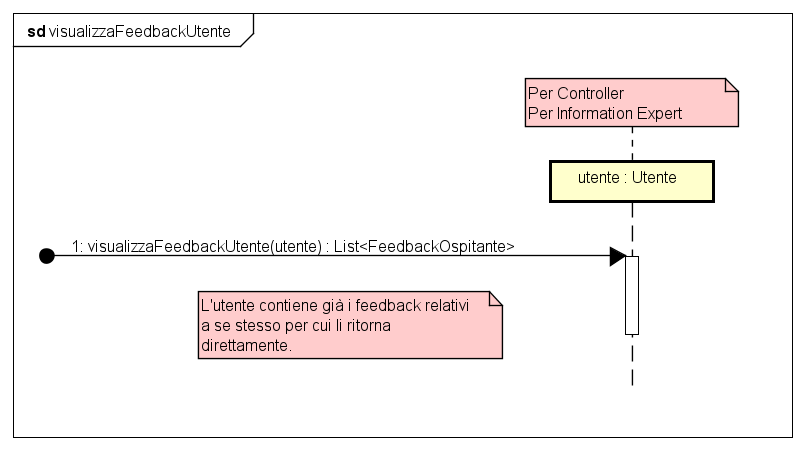 sd visualizzaFeedbackUtente
Per Controller
Per Information Expert
utente : Utente
1: visualizzaFeedbackUtente(utente) : List<FeedbackOspitante>
L'utente contiene già i feedback relativi
a se stesso per cui li ritorna
direttamente.